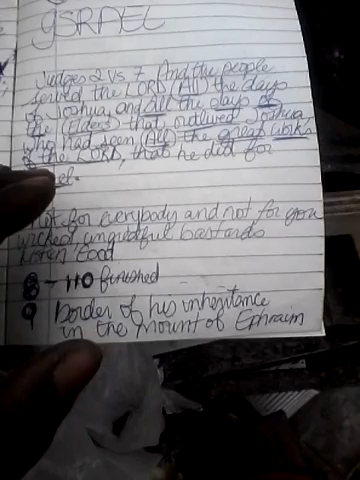 GSRAEL
Judges 2 Vs 7 And the people
served the LORD (All) the days
of Joshua, and all the days of
the (Elders) that outlived Joshua,
who had seen (All) the great works
of the LORD, that he did for
el.
not for everybody and not for you
wicked, ungodful bastards
8 - 110 finished
9 border of his inheritance
in the mount of Ephraim